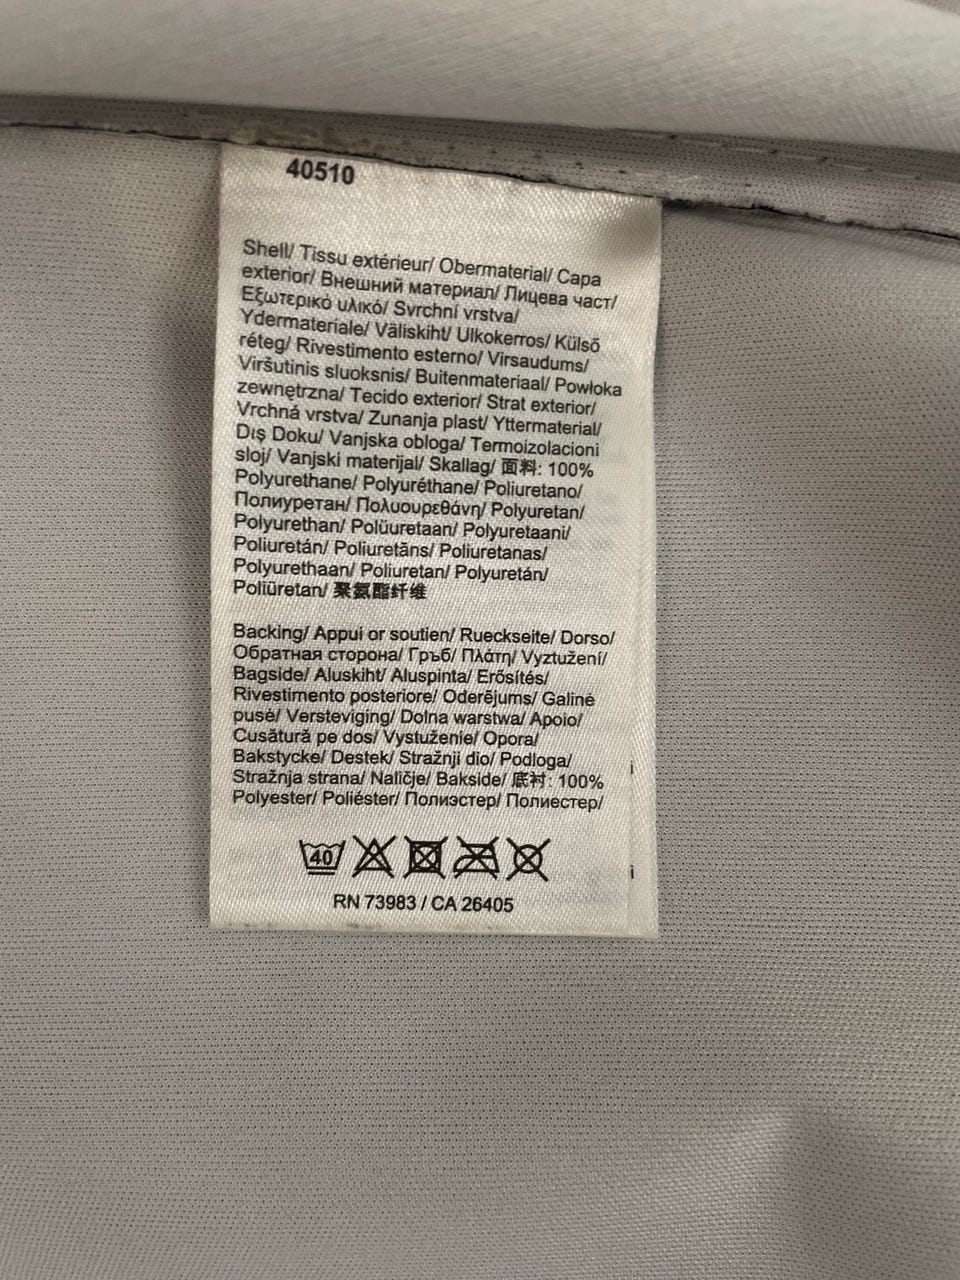 40510
Shell/ Tissu extérieur/ Obermaterial/ Capa
exterior/ Внешний материал/ Лицева част/
Εξωτερικό υλικό/ Svrchní vrstva/
Ydermateriale/ Väliskiht/ Ulkokerros/ Külső
réteg/ Rivestimento esterno/ Virsaudums/
Viršutinis sluoksnis/ Buitenmateriaal/ Powłoka
zewnętrzna/ Tecido exterior/ Strat exterior/
Vrchná vrstva/ Zunanja plast/ Yttermaterial/
Dış Doku/ Vanjska obloga/ Termoizolacioni
sloj/ Vanjski materijal/ Skallag/ 面料: 100%
Polyurethane/ Polyuréthane/ Poliuretano/
Полиуретан/ Πολυουρεθάνη/ Polyuretan/
Polyurethan/ Polüuretaan/ Polyuretaani/
Poliuretán/ Poliuretāns/ Poliuretanas/
Polyurethaan/ Poliuretan/ Polyuretán/
Poliüretan/ 聚氨酯纤维
Backing/ Appui or soutien/ Rueckseite/ Dorso/
Обратная сторона/ Гръб/ Πλάτη/ Vyztužení/
Bagside/ Aluskiht/ Aluspinta/ Erősítés/
Rivestimento posteriore/ Oderējums/ Galinė
pusė/ Versteviging/ Dolna warstwa/ Apoio/
Cusătură pe dos/ Vystuženie/ Opora/
Bakstycke/ Destek/ Stražnji dio/ Podloga/
Stražnja strana/ Naličje/ Bakside/ 底衬: 100%
Polyester/ Poliéster/ Полиэстер/ Полиестер/
40
RN 73983 / CA 26405